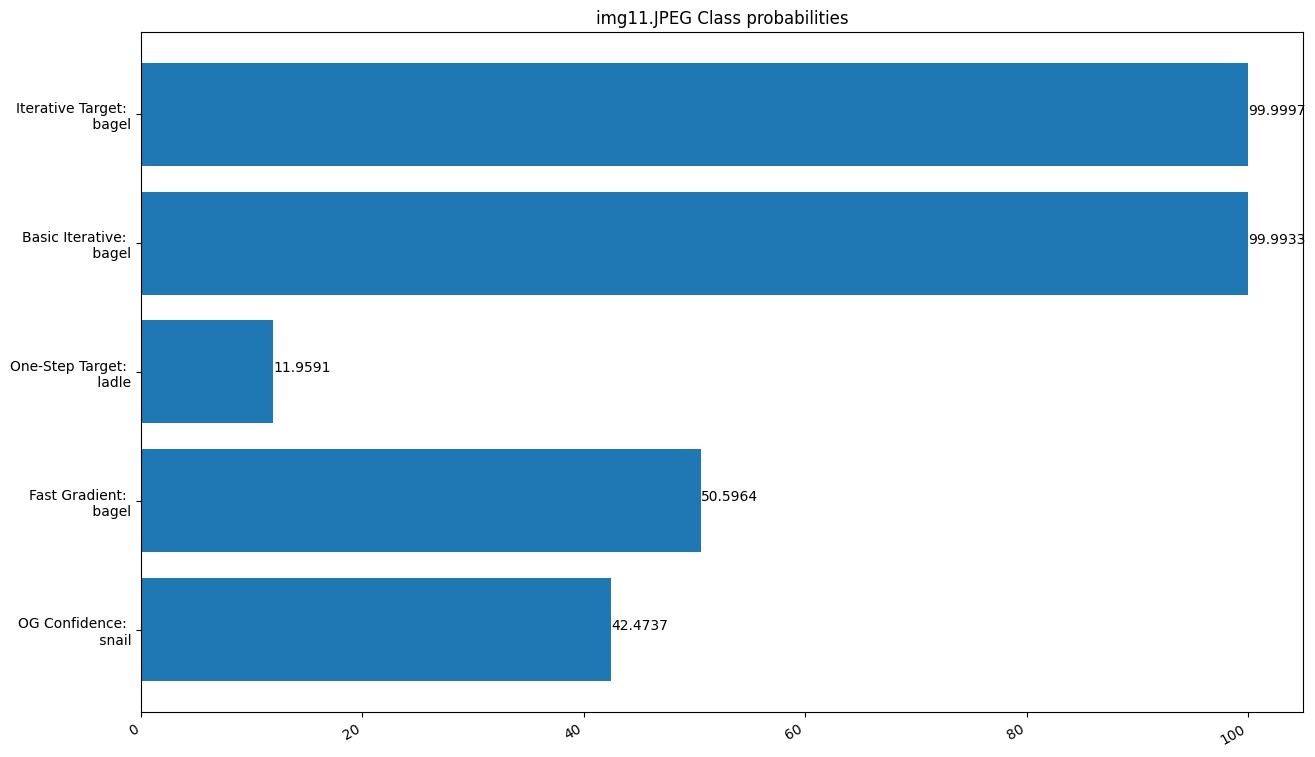 img11.JPEG Class probabilities
Iterative Target:
bagel
99.9997
Basic Iterative:
bagel
99.9933
One-Step Target:
ladle
11.9591
Fast Gradient:
bagel
50.5964
OG Confidence:
snail
42.4737
0
20
40
60
80
100